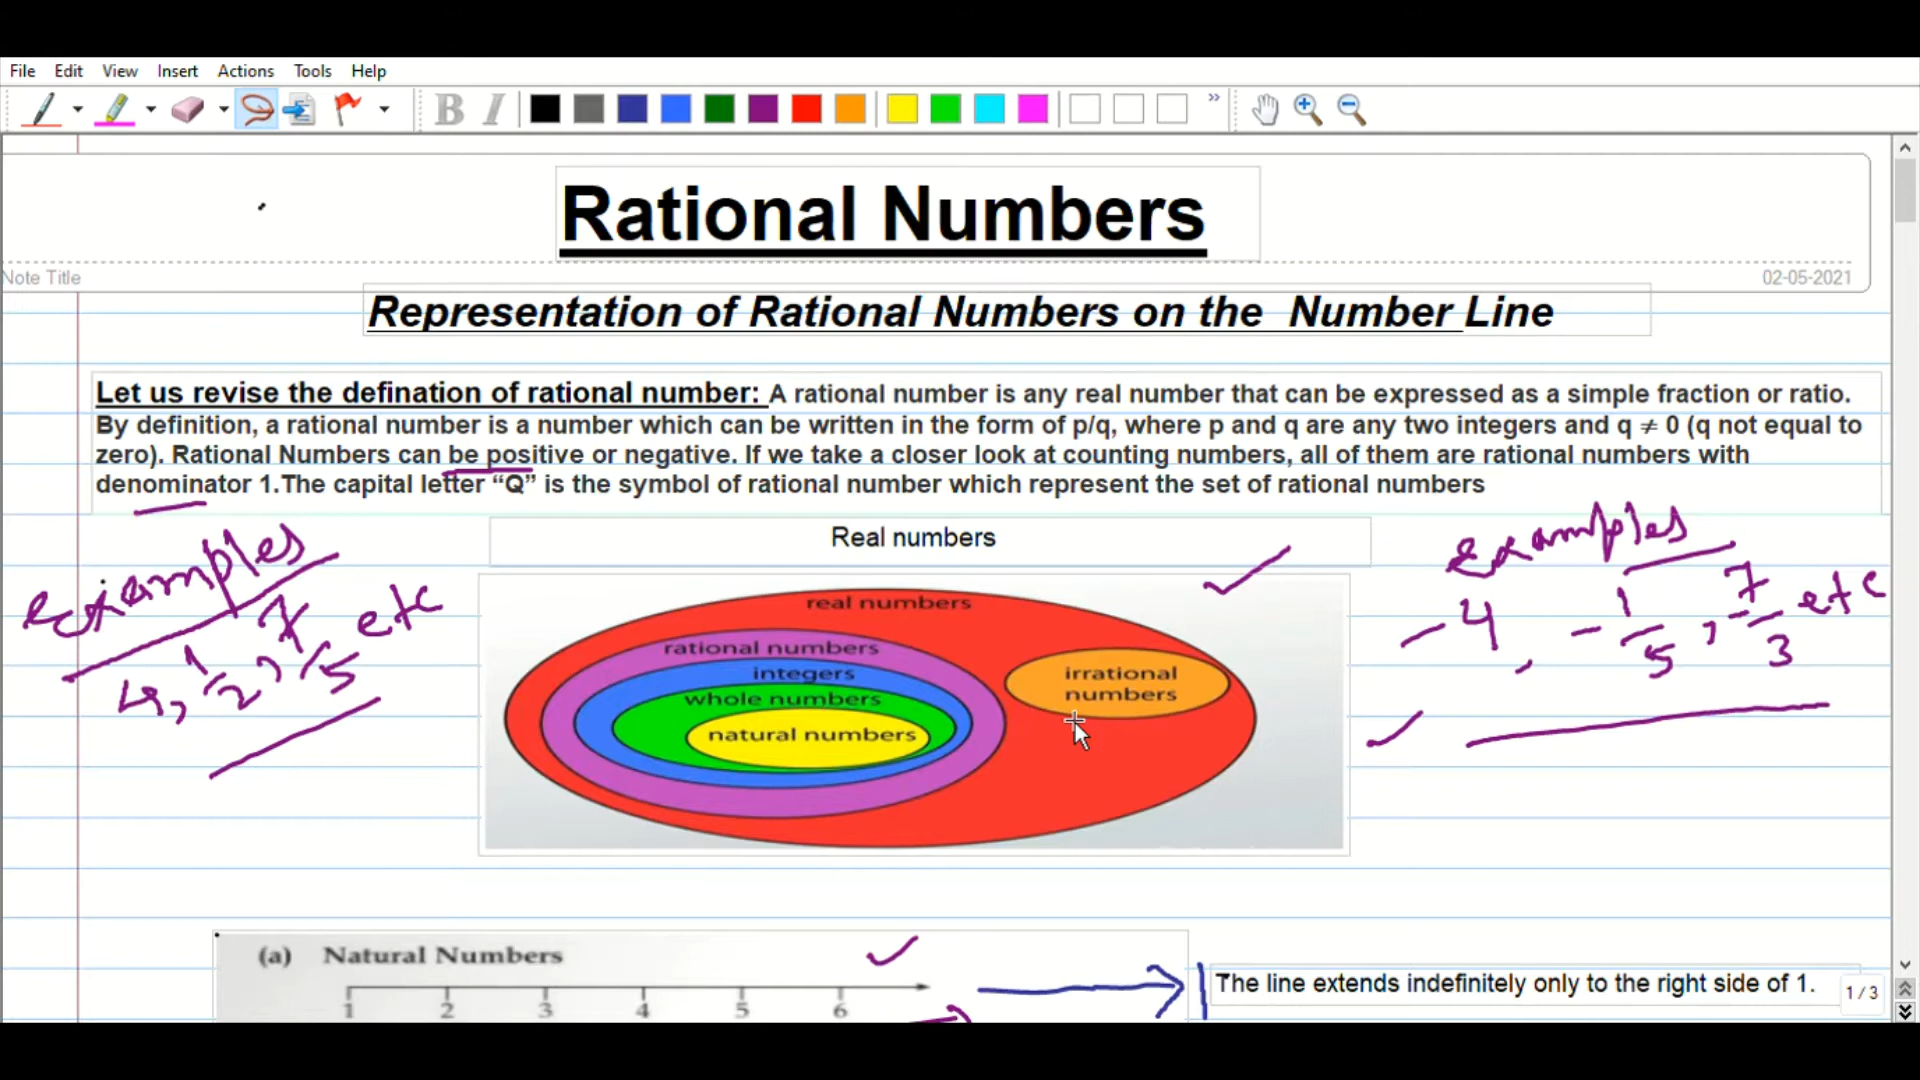 File Edit View Insert Actions Tools Help
B I
Rational Numbers
Note Title
02-05-2021
Representation of Rational Numbers on the Number Line
Let us revise the defination of rational number: A rational number is any real number that can be expressed as a simple fraction or ratio.
By definition, a rational number is a number which can be written in the form of p/q, where p and q are any two integers and q ≠ 0 (q not equal to
zero). Rational Numbers can be positive or negative. If we take a closer look at counting numbers, all of them are rational numbers with
denominator 1.The capital letter “Q” is the symbol of rational number which represent the set of rational numbers
examples
4, 1/2, 7/5 etc
Real numbers
real numbers
rational numbers
integers
whole numbers
natural numbers
irrational
numbers
examples
-4, -1/5, -7/3 etc
(a) Natural Numbers
1 2 3 4 5 6
The line extends indefinitely only to the right side of 1.
1 / 3